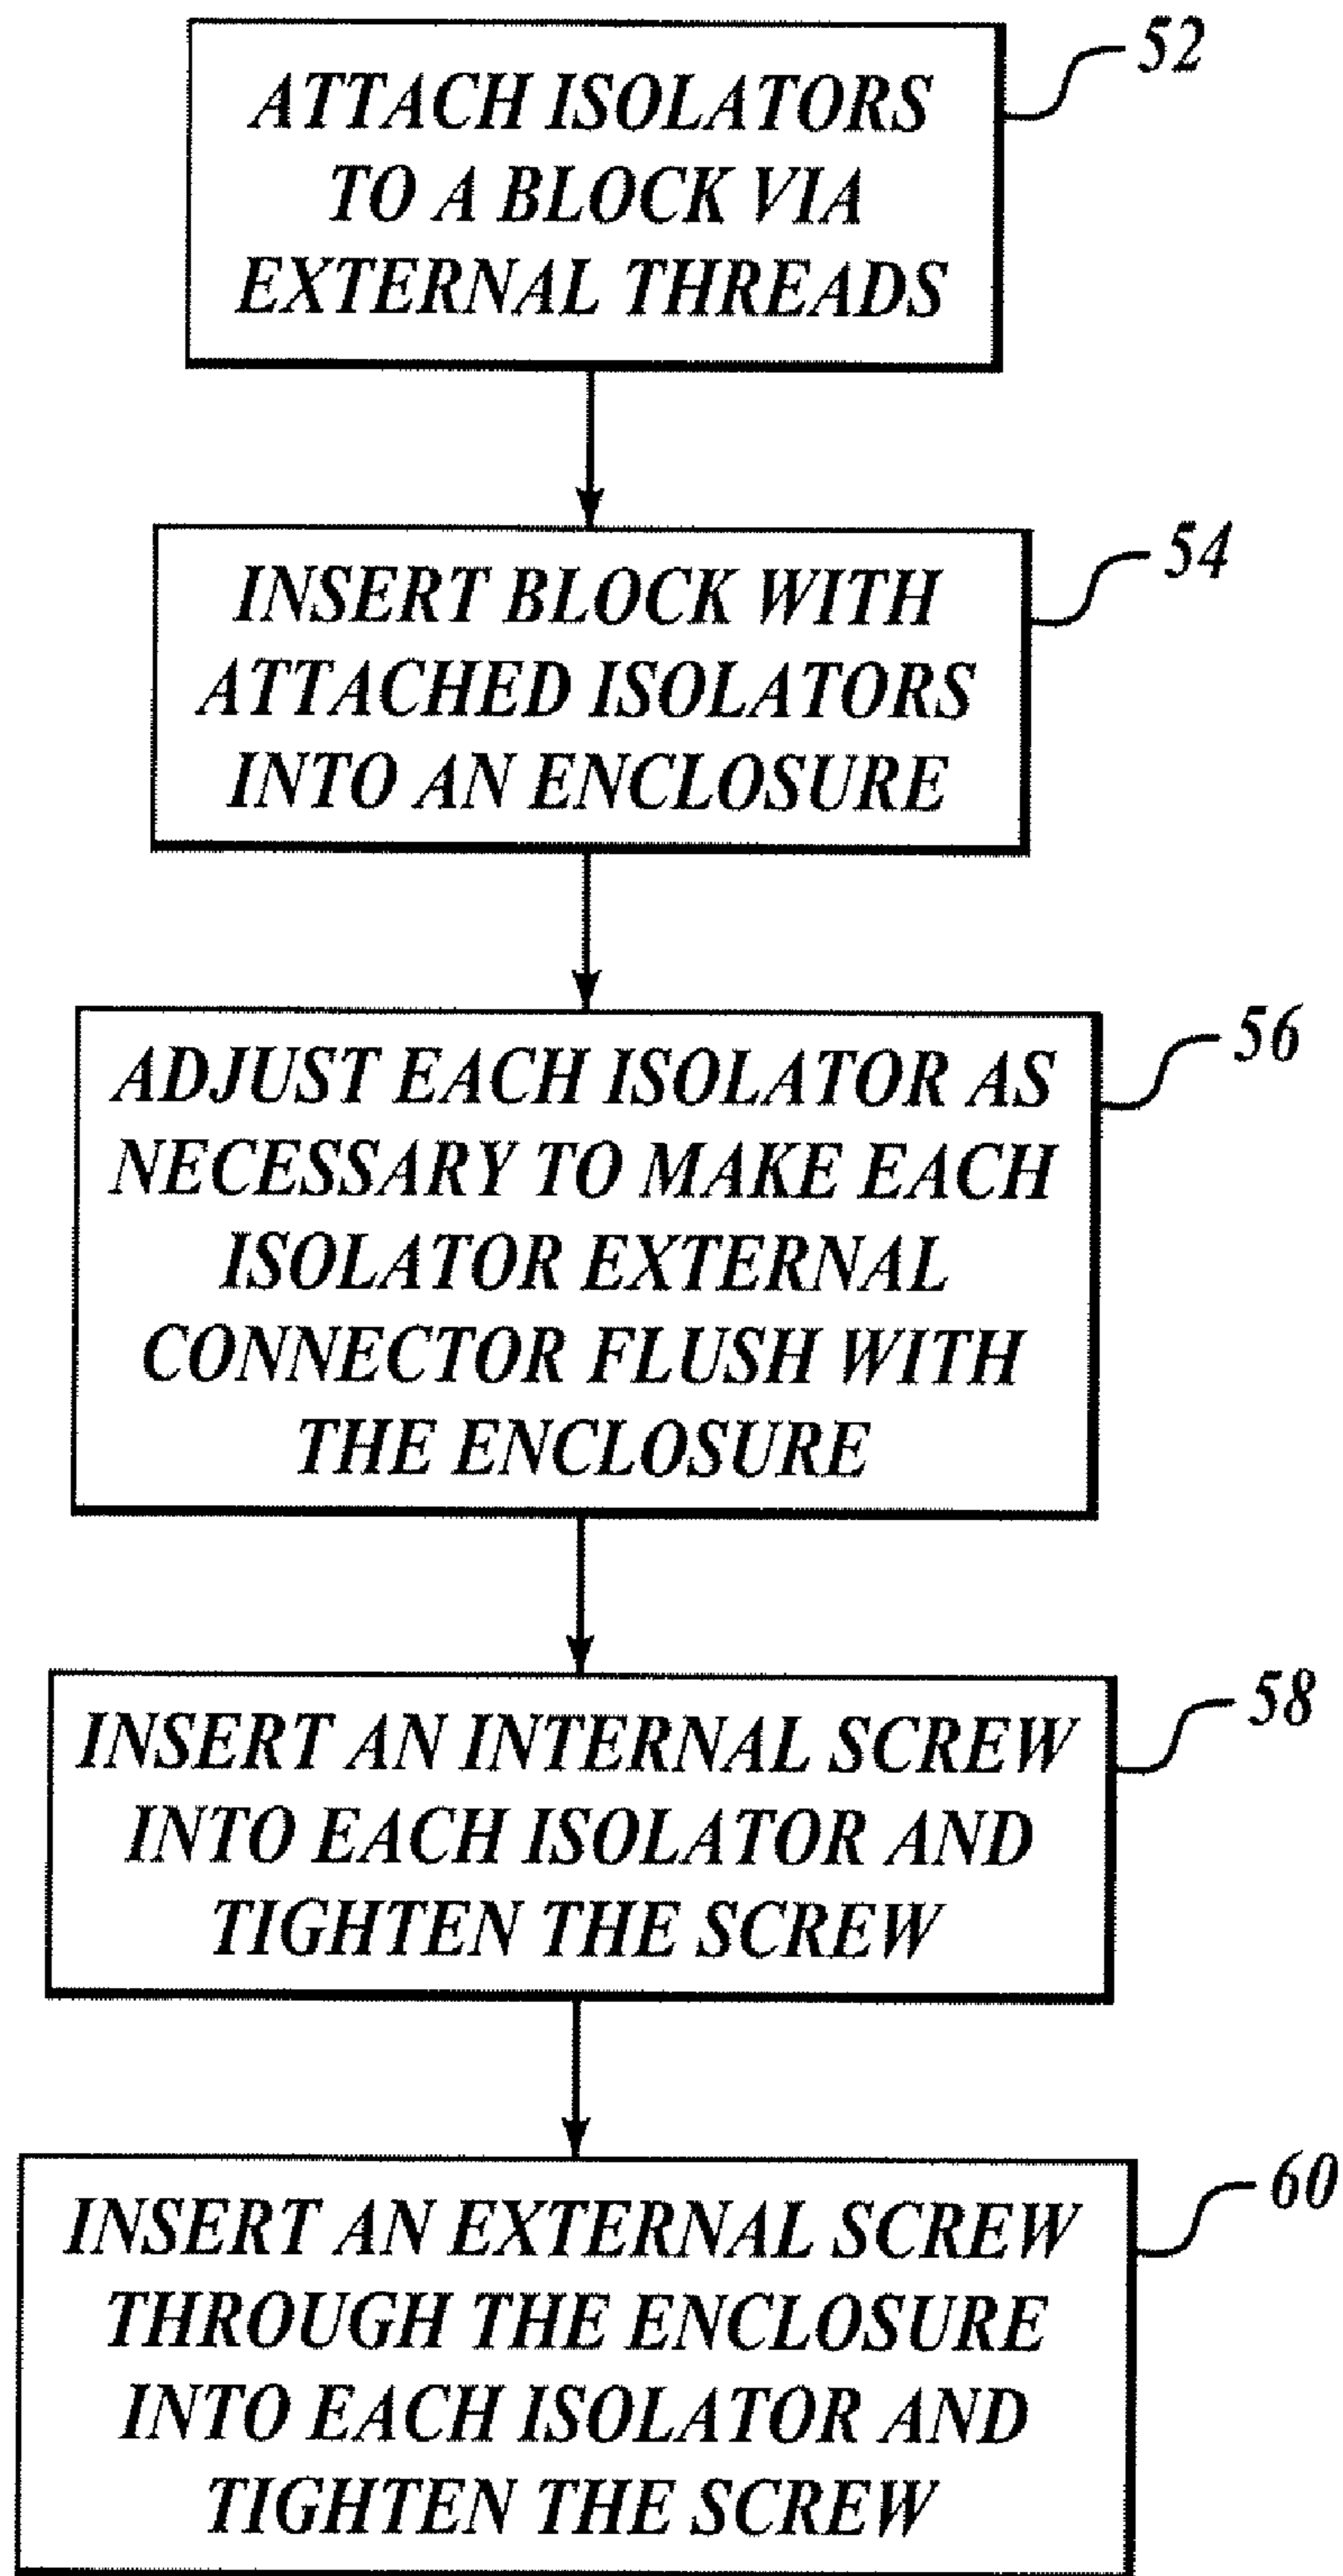 52
ATTACH ISOLATORS
TO A BLOCK VIA
EXTERNAL THREADS
54
INSERT BLOCK WITH
ATTACHED ISOLATORS
INTO AN ENCLOSURE
56
ADJUST EACH ISOLATOR AS
NECESSARY TO MAKE EACH
ISOLATOR EXTERNAL
CONNECTOR FLUSH WITH
THE ENCLOSURE
58
INSERT AN INTERNAL SCREW
INTO EACH ISOLATOR AND
TIGHTEN THE SCREW
60
INSERT AN EXTERNAL SCREW
THROUGH THE ENCLOSURE
INTO EACH ISOLATOR AND
TIGHTEN THE SCREW